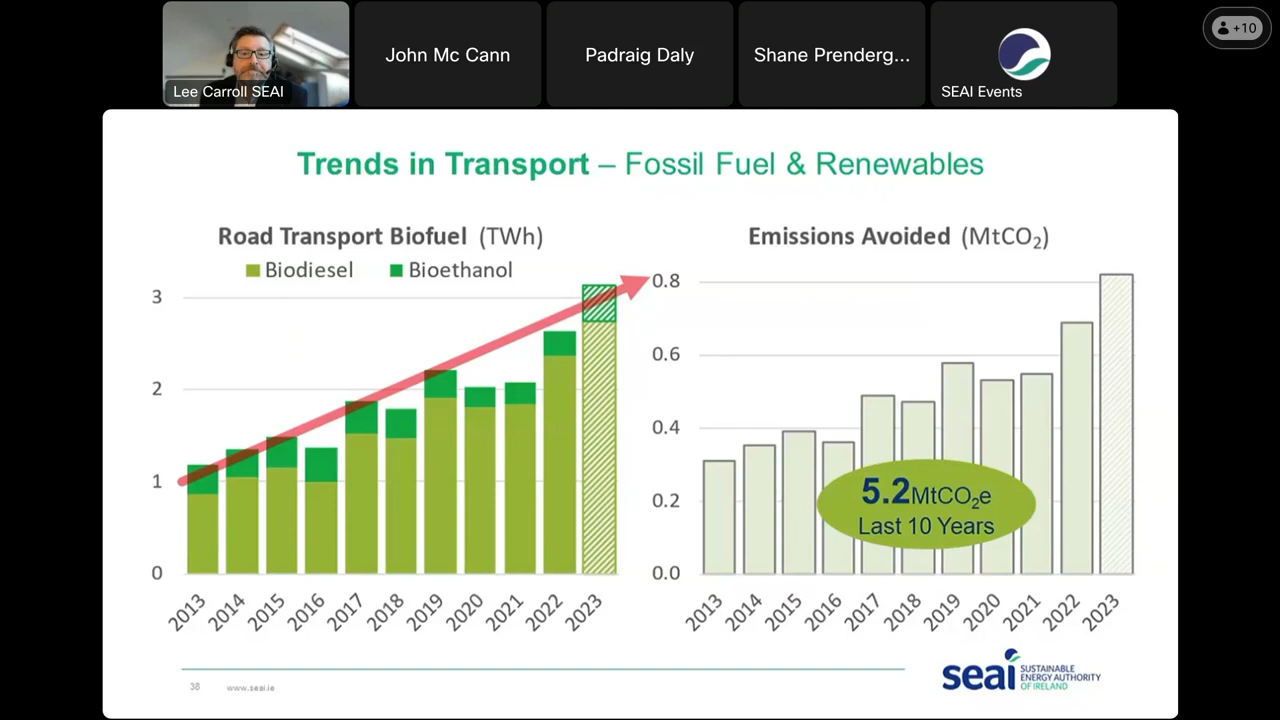 John Mc Cann
Padraig Daly
Shane Prenderg...
+10
Lee Carroll SEAI
SEAI Events
Trends in Transport – Fossil Fuel & Renewables
Road Transport Biofuel (TWh)
Biodiesel
Bioethanol
3
2
1
0
2013
2014
2015
2016
2017
2018
2019
2020
2021
2022
2023
Emissions Avoided (MtCO₂)
0.8
0.6
0.4
0.2
0.0
5.2MtCO₂e
Last 10 Years
2013
2014
2015
2016
2017
2018
2019
2020
2021
2022
2023
38
www.seai.ie
seai
SUSTAINABLE
ENERGY AUTHORITY
OF IRELAND